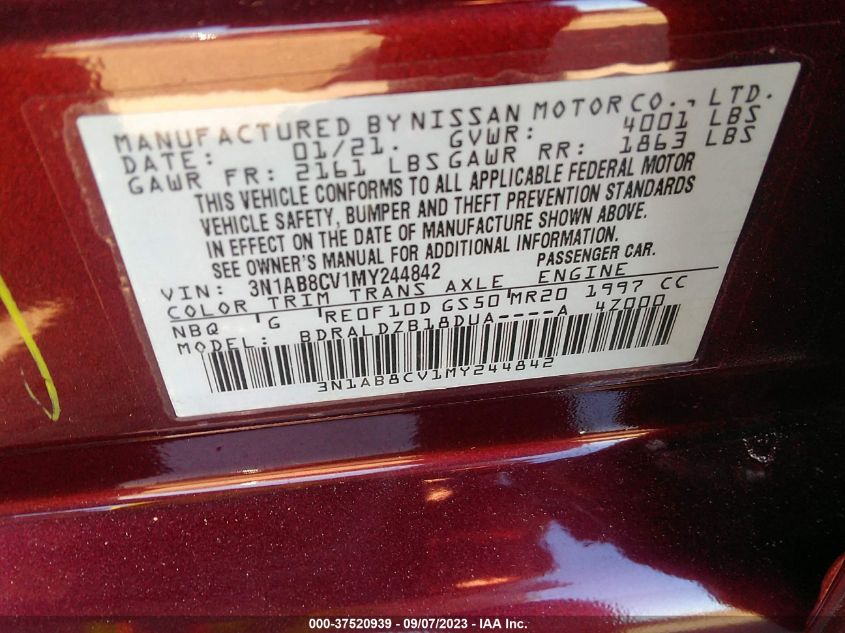 MANUFACTURED BY NISSAN MOTOR CO., LTD.
DATE: 01/21. GVWR: 4001 LBS
GAWR FR: 2161 LBS GAWR RR: 1863 LBS
THIS VEHICLE CONFORMS TO ALL APPLICABLE FEDERAL MOTOR
VEHICLE SAFETY, BUMPER AND THEFT PREVENTION STANDARDS
IN EFFECT ON THE DATE OF MANUFACTURE SHOWN ABOVE.
SEE OWNER'S MANUAL FOR ADDITIONAL INFORMATION.
VIN: 3N1AB8CV1MY244842 PASSENGER CAR.
COLOR TRIM TRANS AXLE ENGINE
NBQ G RE0F10D GS50 MR20 1997 CC
MODEL: BDRALDZB18DUA----A 4Z000
3N1AB8CV1MY244842
000-37520939 - 09/07/2023 - IAA Inc.